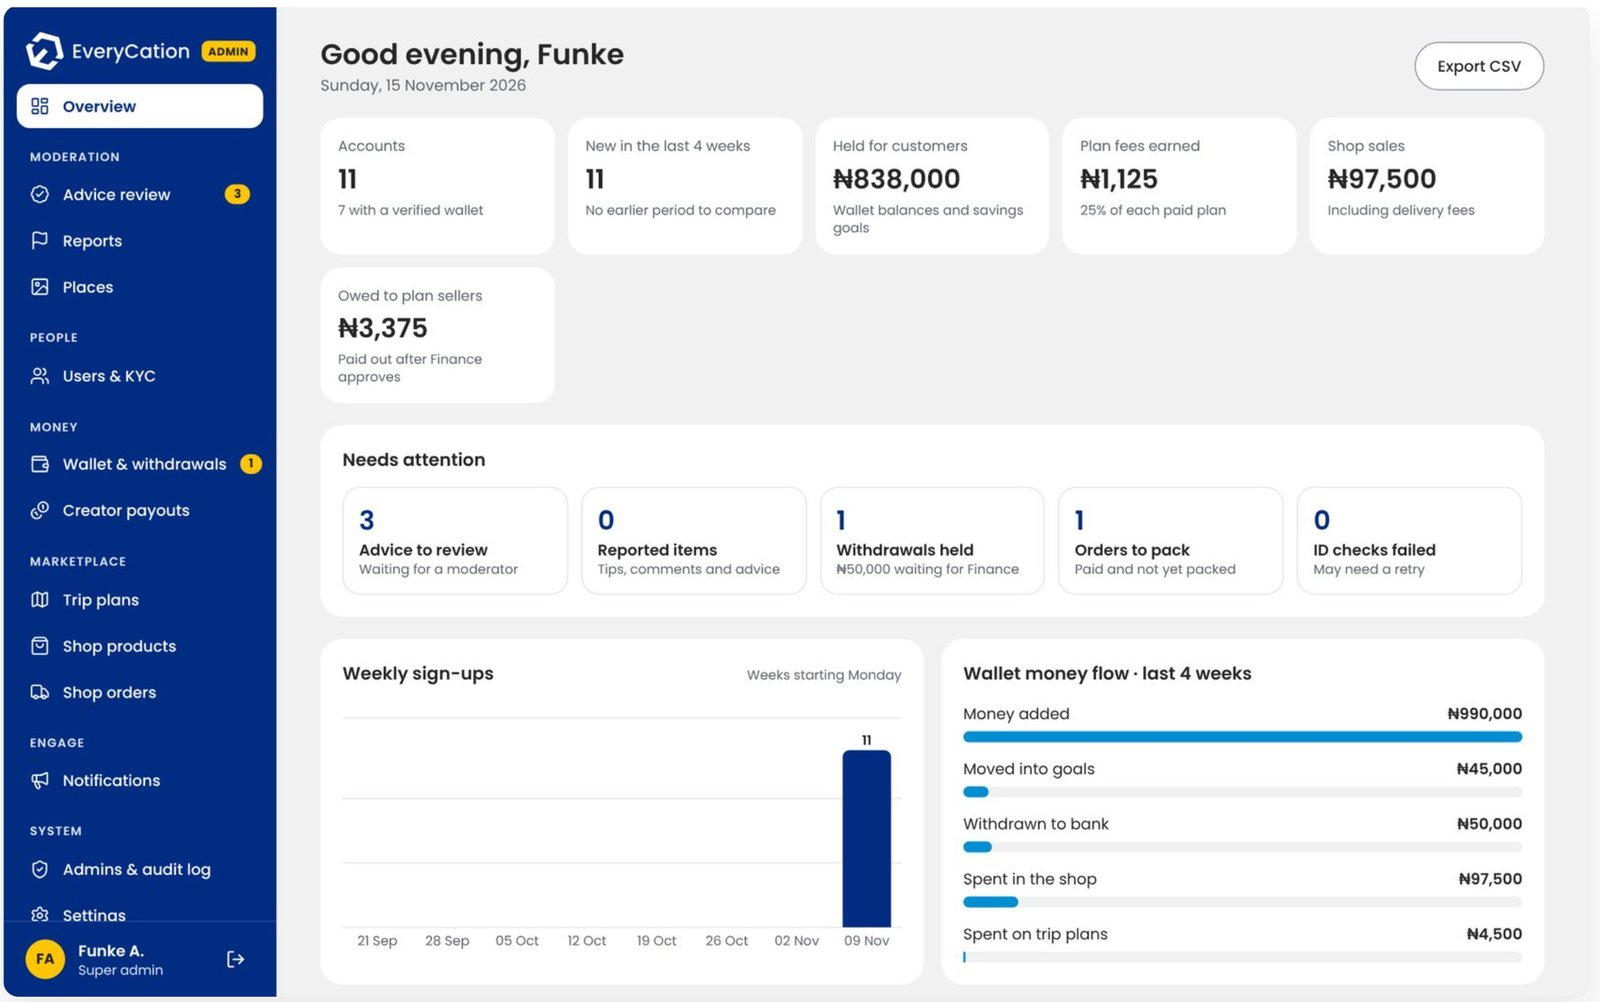 EveryCation ADMIN
Overview
MODERATION
Advice review 3
Reports
Places
PEOPLE
Users & KYC
MONEY
Wallet & withdrawals 1
Creator payouts
MARKETPLACE
Trip plans
Shop products
Shop orders
ENGAGE
Notifications
SYSTEM
Admins & audit log
Settings
FA
Funke A.
Super admin
Good evening, Funke
Sunday, 15 November 2026
Export CSV
Accounts
11
7 with a verified wallet
New in the last 4 weeks
11
No earlier period to compare
Held for customers
₦838,000
Wallet balances and savings
goals
Plan fees earned
₦1,125
25% of each paid plan
Shop sales
₦97,500
Including delivery fees
Owed to plan sellers
₦3,375
Paid out after Finance
approves
Needs attention
3
Advice to review
Waiting for a moderator
0
Reported items
Tips, comments and advice
1
Withdrawals held
₦50,000 waiting for Finance
1
Orders to pack
Paid and not yet packed
0
ID checks failed
May need a retry
Weekly sign-ups
Weeks starting Monday
11
21 Sep 28 Sep 05 Oct 12 Oct 19 Oct 26 Oct 02 Nov 09 Nov
Wallet money flow · last 4 weeks
Money added ₦990,000
Moved into goals ₦45,000
Withdrawn to bank ₦50,000
Spent in the shop ₦97,500
Spent on trip plans ₦4,500